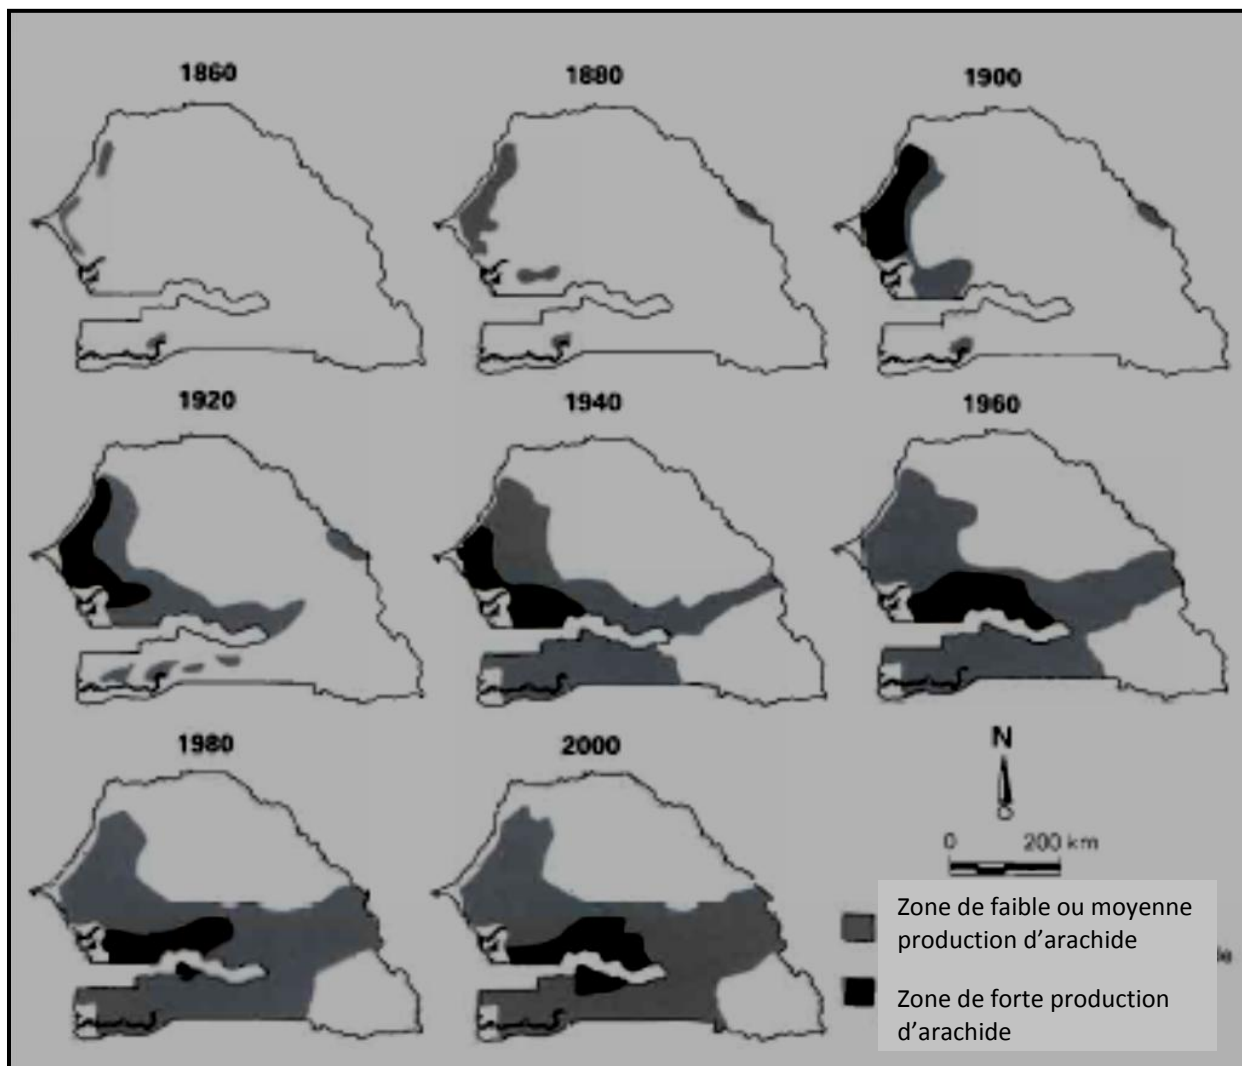 1860
1880
1900
1920
1940
1960
1980
2000
N
0 200 km
Zone de faible ou moyenne
production d'arachide
Zone de forte production
d'arachide